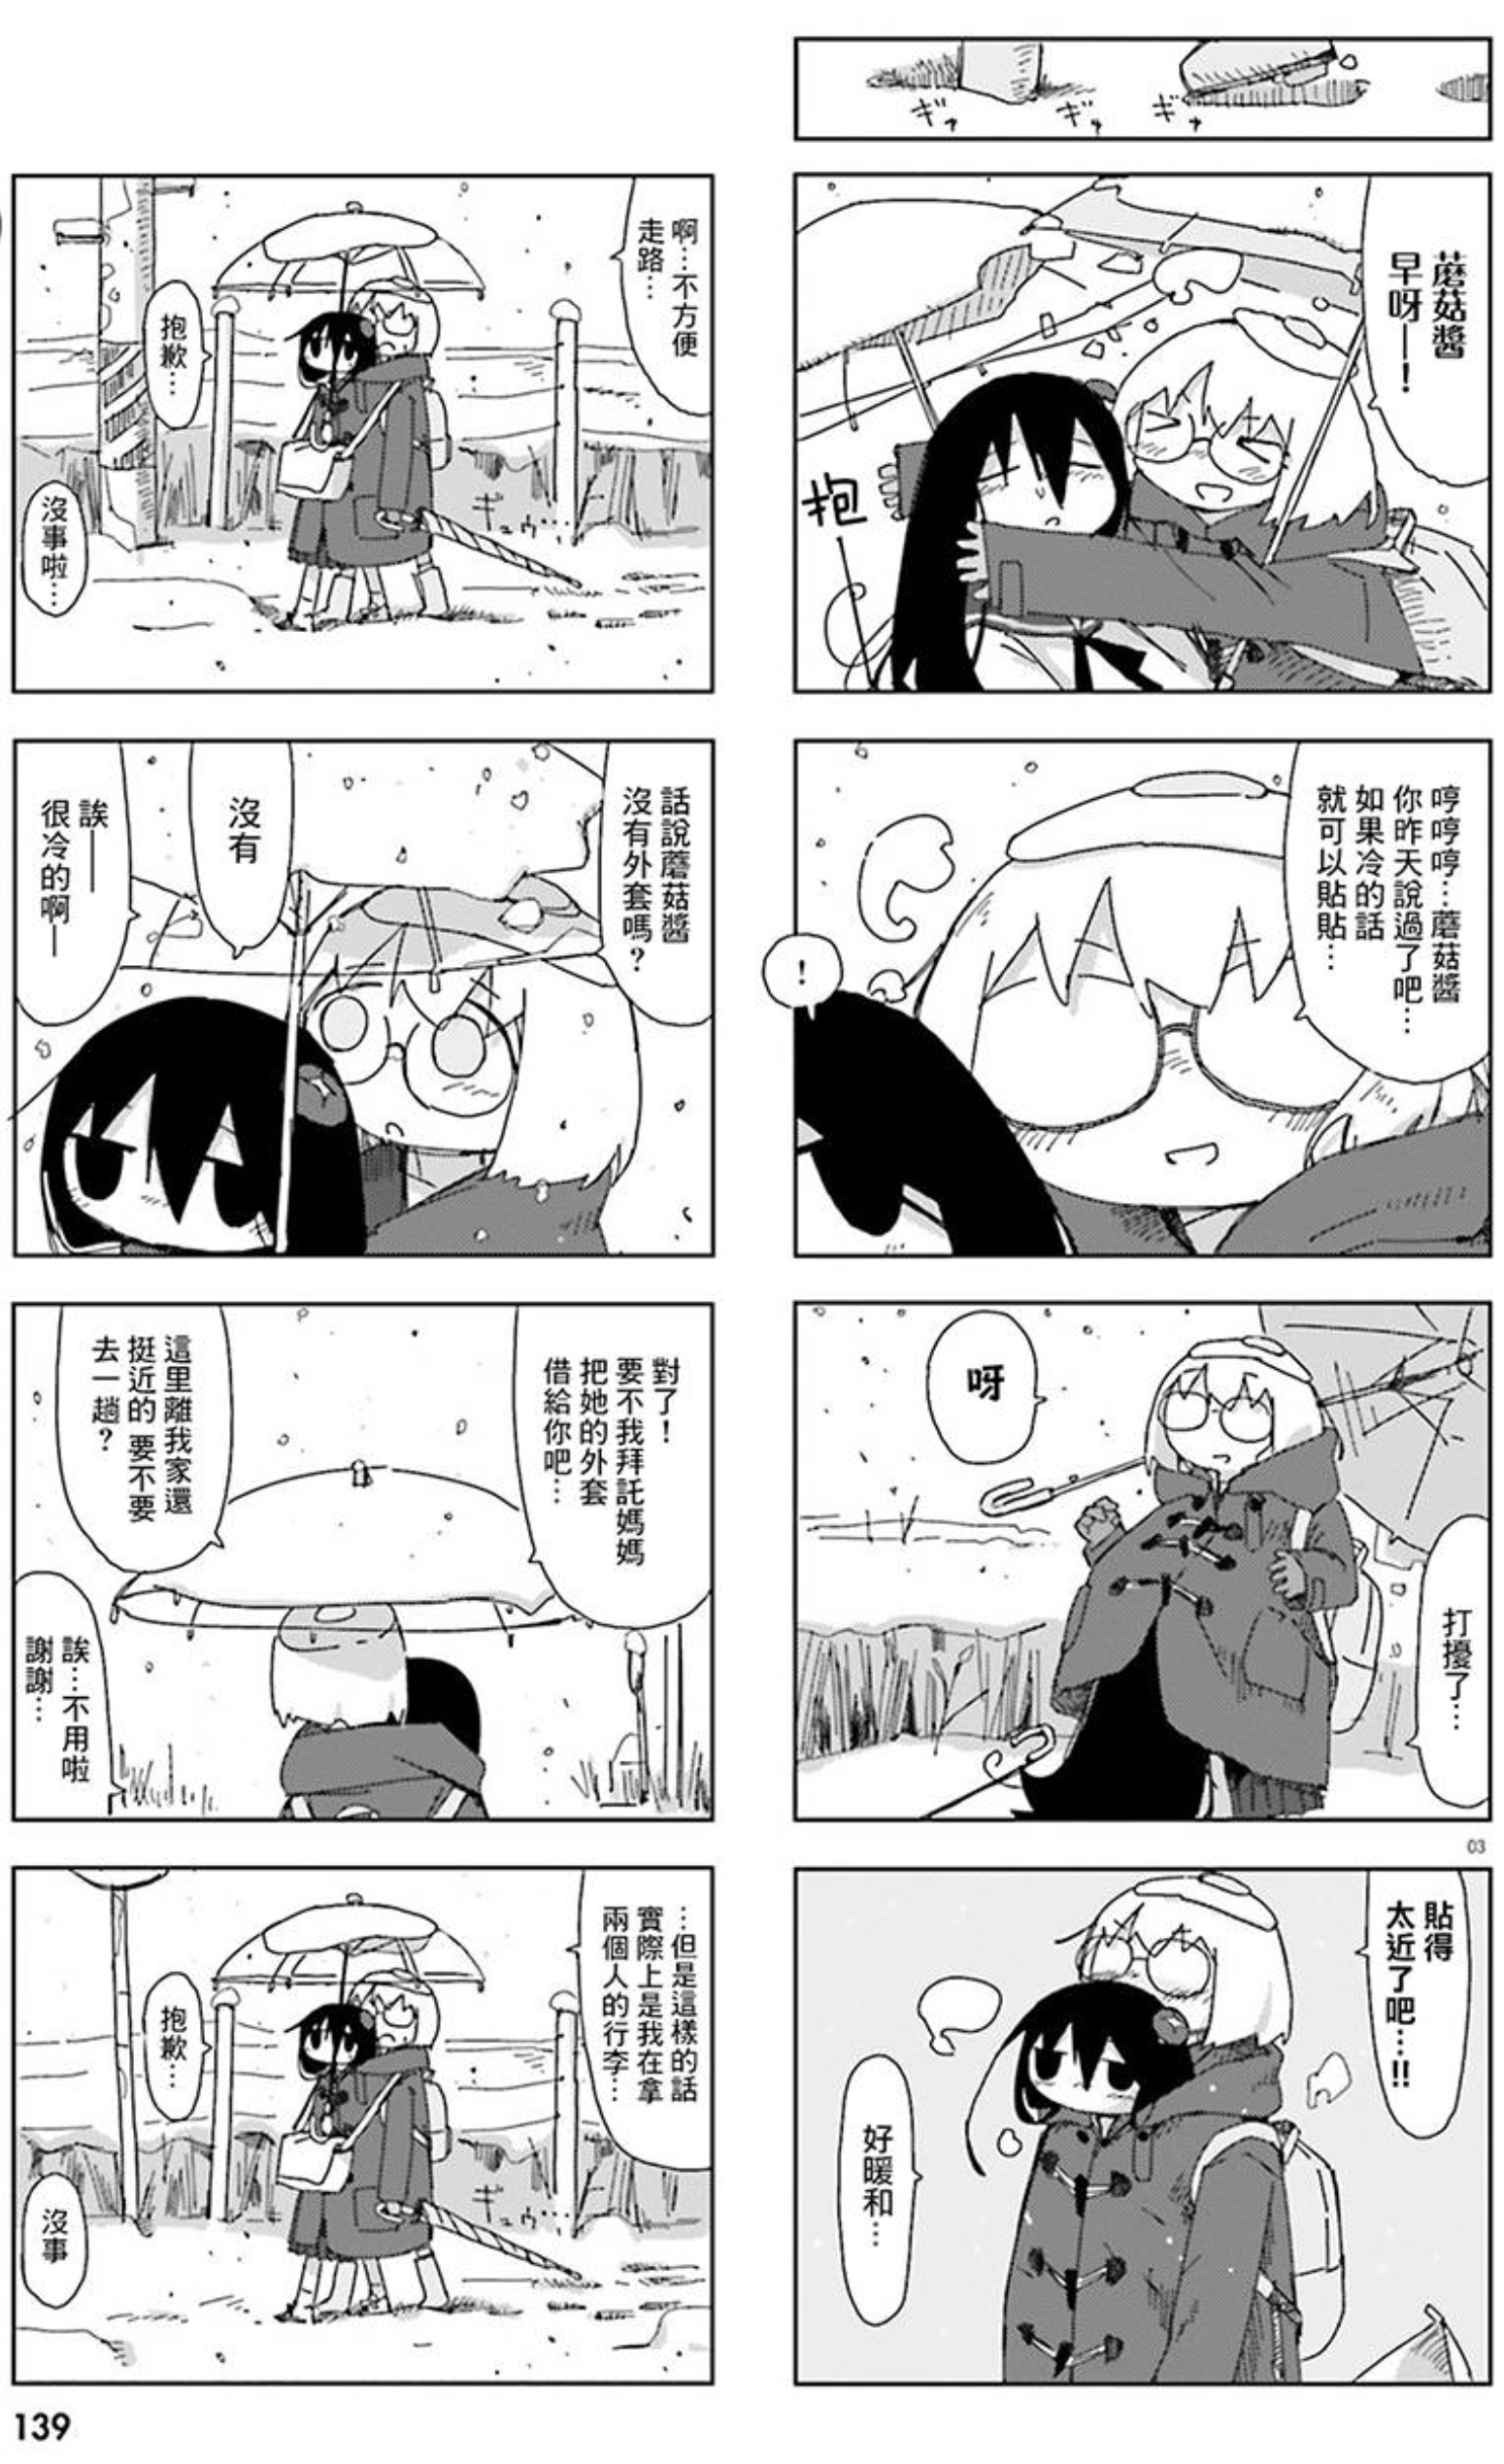 ギッ
ギッ
ギッ
蘑菇醬
早呀——！
抱
哼哼哼…蘑菇醬
你昨天說過了吧…
如果冷的話
就可以貼貼…
！
呀
打擾了…
03
貼得
太近了吧…!!
好暖和…
啊…不方便
走路…
抱歉…
ギュウ…
沒事啦…
話說蘑菇醬
沒有外套嗎？
沒有
誒——
很冷的啊—
對了！
要不我拜託媽媽
把她的外套
借給你吧…
這里離我家還
挺近的 要不要
去一趟？
誒…不用啦
謝謝…
…但是這樣的話
實際上是我在拿
兩個人的行李…
抱歉…
ギュウ…
沒事
139